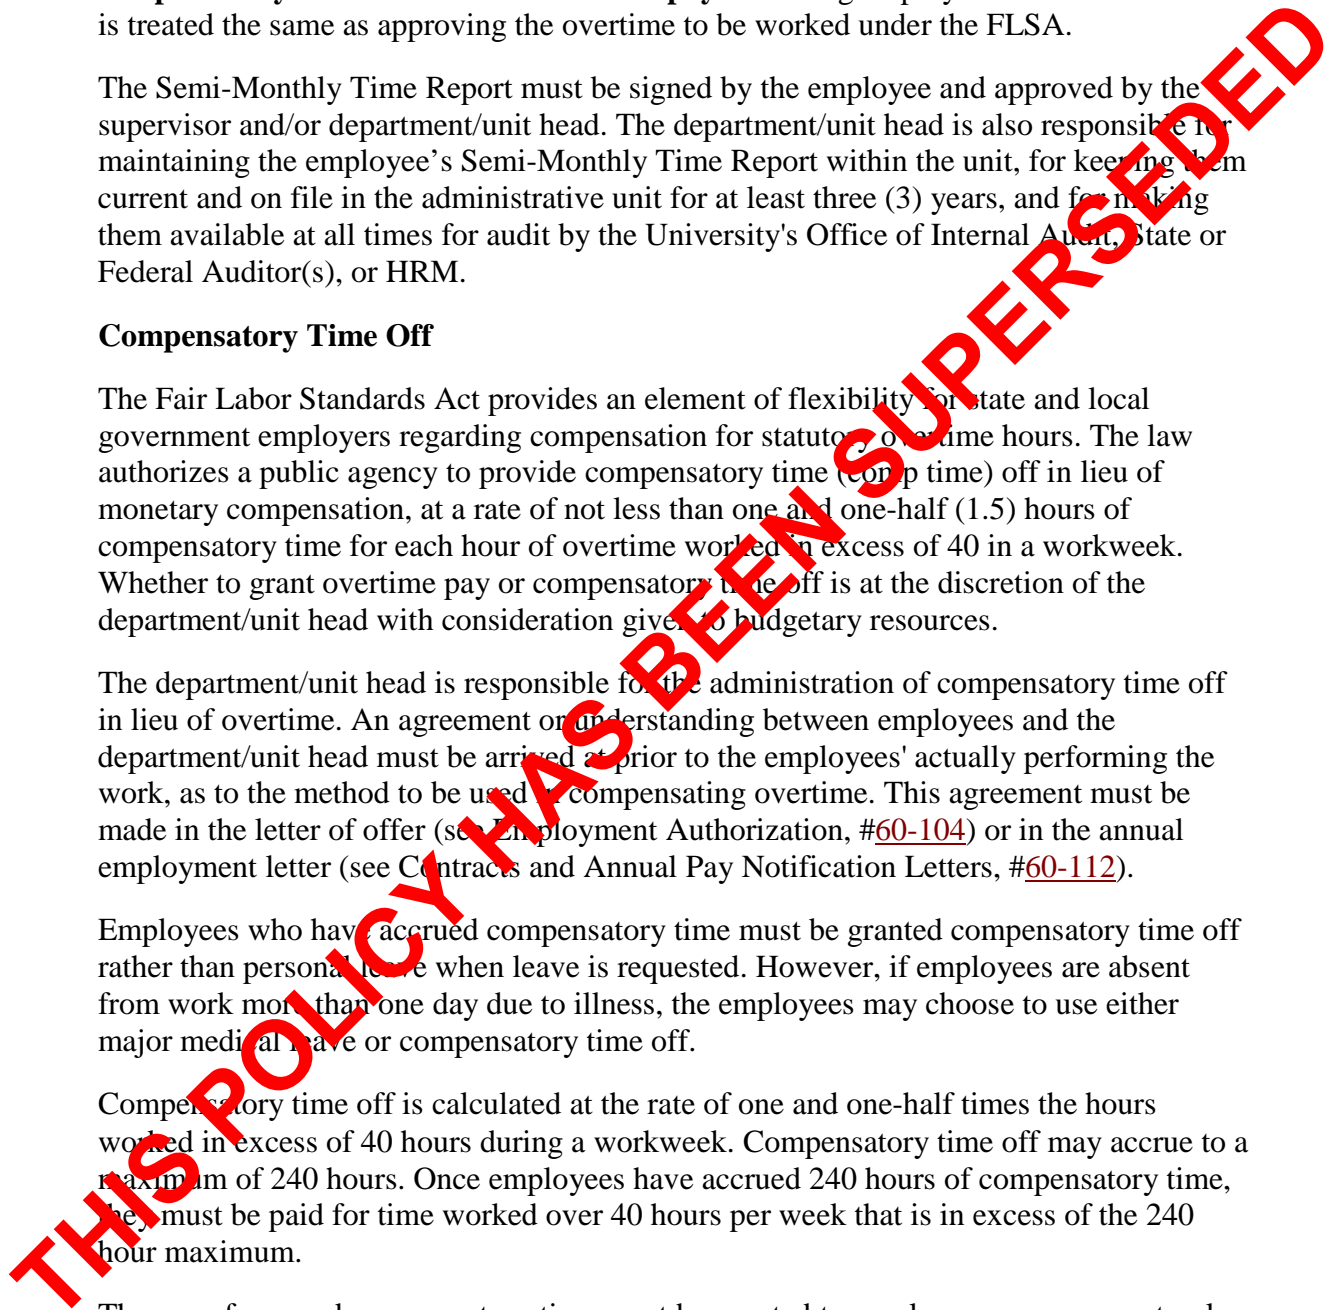 is treated the same as approving the overtime to be worked under the FLSA.
The Semi-Monthly Time Report must be signed by the employee and approved by the
supervisor and/or department/unit head. The department/unit head is also responsible for
maintaining the employee’s Semi-Monthly Time Report within the unit, for keeping them
current and on file in the administrative unit for at least three (3) years, and for making
them available at all times for audit by the University's Office of Internal Audit, State or
Federal Auditor(s), or HRM.
Compensatory Time Off
The Fair Labor Standards Act provides an element of flexibility for state and local
government employers regarding compensation for statutory overtime hours. The law
authorizes a public agency to provide compensatory time (comp time) off in lieu of
monetary compensation, at a rate of not less than one and one-half (1.5) hours of
compensatory time for each hour of overtime worked in excess of 40 in a workweek.
Whether to grant overtime pay or compensatory time off is at the discretion of the
department/unit head with consideration given to budgetary resources.
The department/unit head is responsible for the administration of compensatory time off
in lieu of overtime. An agreement or understanding between employees and the
department/unit head must be arrived at prior to the employees' actually performing the
work, as to the method to be used in compensating overtime. This agreement must be
made in the letter of offer (see Employment Authorization, #60-104) or in the annual
employment letter (see Contracts and Annual Pay Notification Letters, #60-112).
Employees who have accrued compensatory time must be granted compensatory time off
rather than personal leave when leave is requested. However, if employees are absent
from work more than one day due to illness, the employees may choose to use either
major medical leave or compensatory time off.
Compensatory time off is calculated at the rate of one and one-half times the hours
worked in excess of 40 hours during a workweek. Compensatory time off may accrue to a
maximum of 240 hours. Once employees have accrued 240 hours of compensatory time,
they must be paid for time worked over 40 hours per week that is in excess of the 240
hour maximum.
THIS POLICY HAS BEEN SUPERSEDED